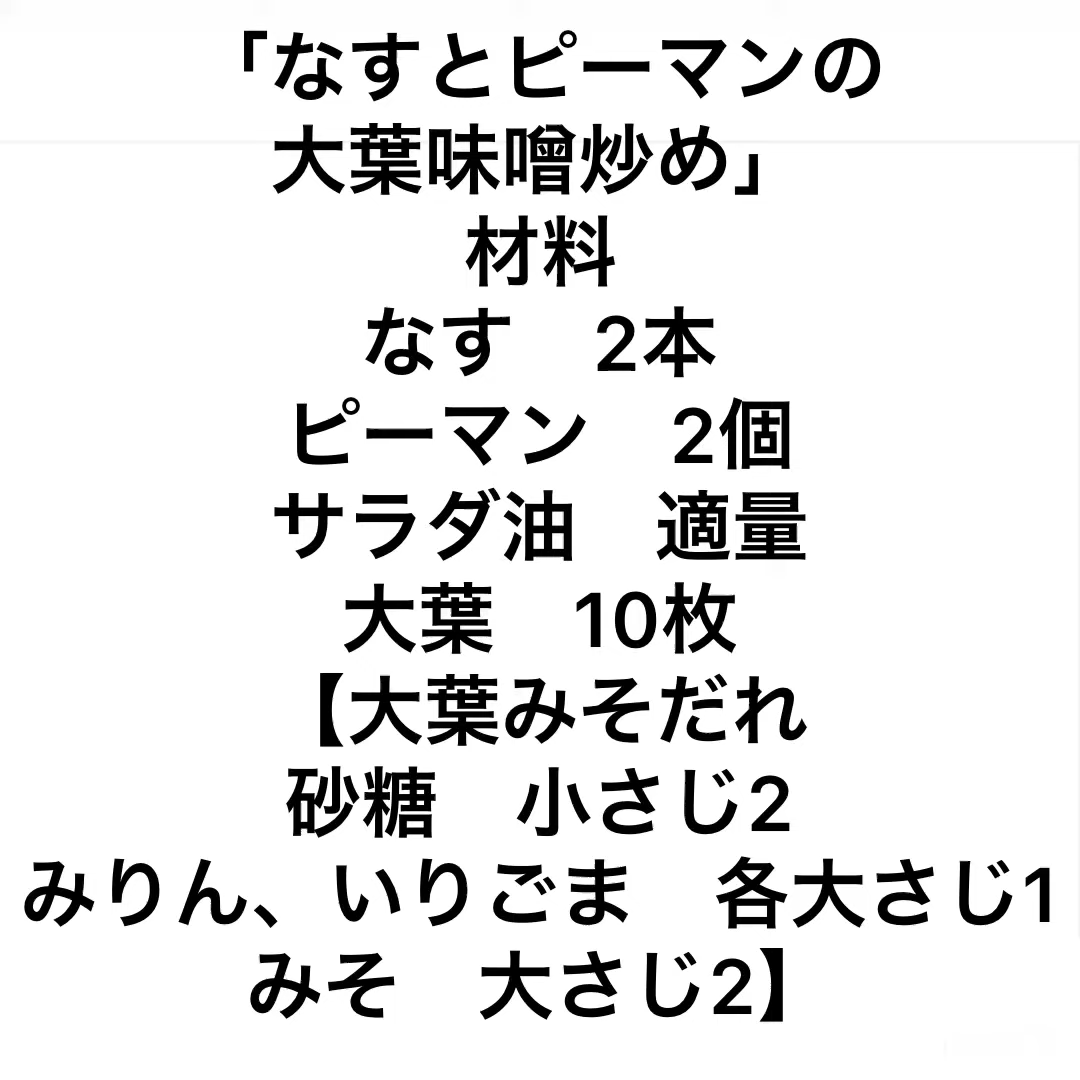 「なすとピーマンの
大葉味噌炒め」
材料
なす　2本
ピーマン　2個
サラダ油　適量
大葉　10枚
【大葉みそだれ
砂糖　小さじ2
みりん、いりごま　各大さじ1
みそ　大さじ2】